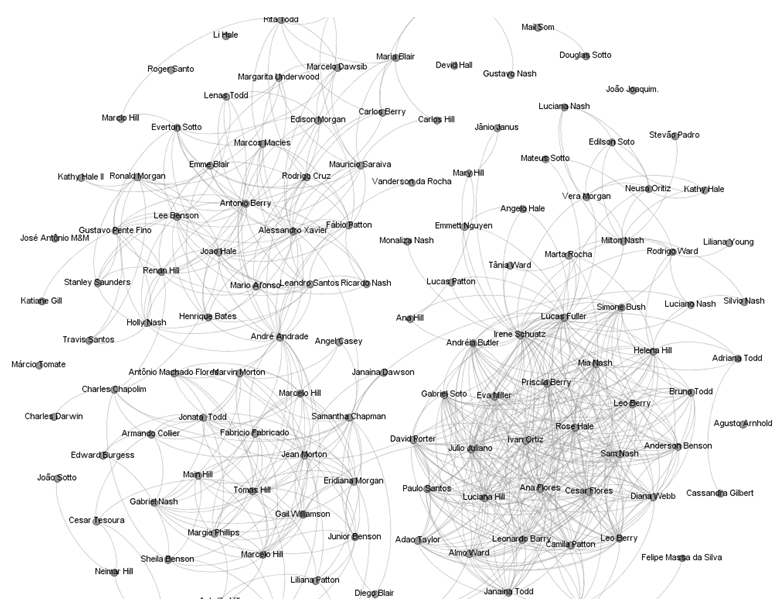 Rita Todd
Mail Som
Li Hale
Douglas Sotto
Maria Blair
Devid Hall
Marcelo Dawsib
Roger Santo
Gustavo Nash
Margarita Underwood
João Joaquim.
Lenas Todd
Luciana Nash
Carlos Berry
Marcio Hill
Edison Morgan
Carlos Hill
Everton Sotto
Jânio Janus
Stevão Padro
Marcos Macies
Edilson Soto
Mateus Sotto
Emme Blair
Mauricio Saraiva
Mary Hill
Kathy Hale II
Ronald Morgan
Rodrigo Cruz
Vanderson da Rocha
Neusa Oritiz
Kathy Hale
Vera Morgan
Antonio Berry
Angelo Hale
Lee Benson
Fábio Patton
Emmett Nguyen
Gustavo Pente Fino
Alessandro Xavier
José Antônio M&M
Monaliza Nash
Milton Nash
Liliana Young
Joao Hale
Rodrigo Ward
Marta Rocha
Tânia Ward
Renan Hill
Stanley Saunders
Mario Afonso
Leandro Santos
Ricardo Nash
Lucas Patton
Katiane Gill
Silvio Nash
Luciano Nash
Simone Bush
Henrique Bates
Lucas Fuller
Ana Hill
Holly Nash
Irene Schuatz
André Andrade
Travis Santos
Angel Casey
Andréia Butler
Helena Hill
Adriana Todd
Márcio Tomate
Mia Nash
Antônio Machado Flores
Marvin Morton
Janaina Dawson
Priscila Berry
Charles Chapolim
Marcelo Hill
Gabriel Soto
Eva Miller
Bruna Todd
Leo Berry
Charles Darwin
Jonata Todd
Samantha Chapman
Agusto Arnhold
Rose Hale
Armando Collier
Fabricio Fabricado
David Porter
Ivan Ortiz
Julio Juliano
Anderson Benson
Edward Burgess
Jean Morton
Sam Nash
João Sotto
Main Hill
Eridiana Morgan
Tomas Hill
Paulo Santos
Ana Flores
Cesar Flores
Luciana Hill
Diana Webb
Cassandra Gilbert
Gabriel Nash
Gail Williamson
Cesar Tesoura
Margie Phillips
Junior Benson
Adao Taylor
Leonardo Barry
Leo Berry
Camila Patton
Almo Ward
Marcelo Hill
Sheila Benson
Felipe Massa da Silva
Neimar Hill
Liliana Patton
Diego Blair
Janaina Todd